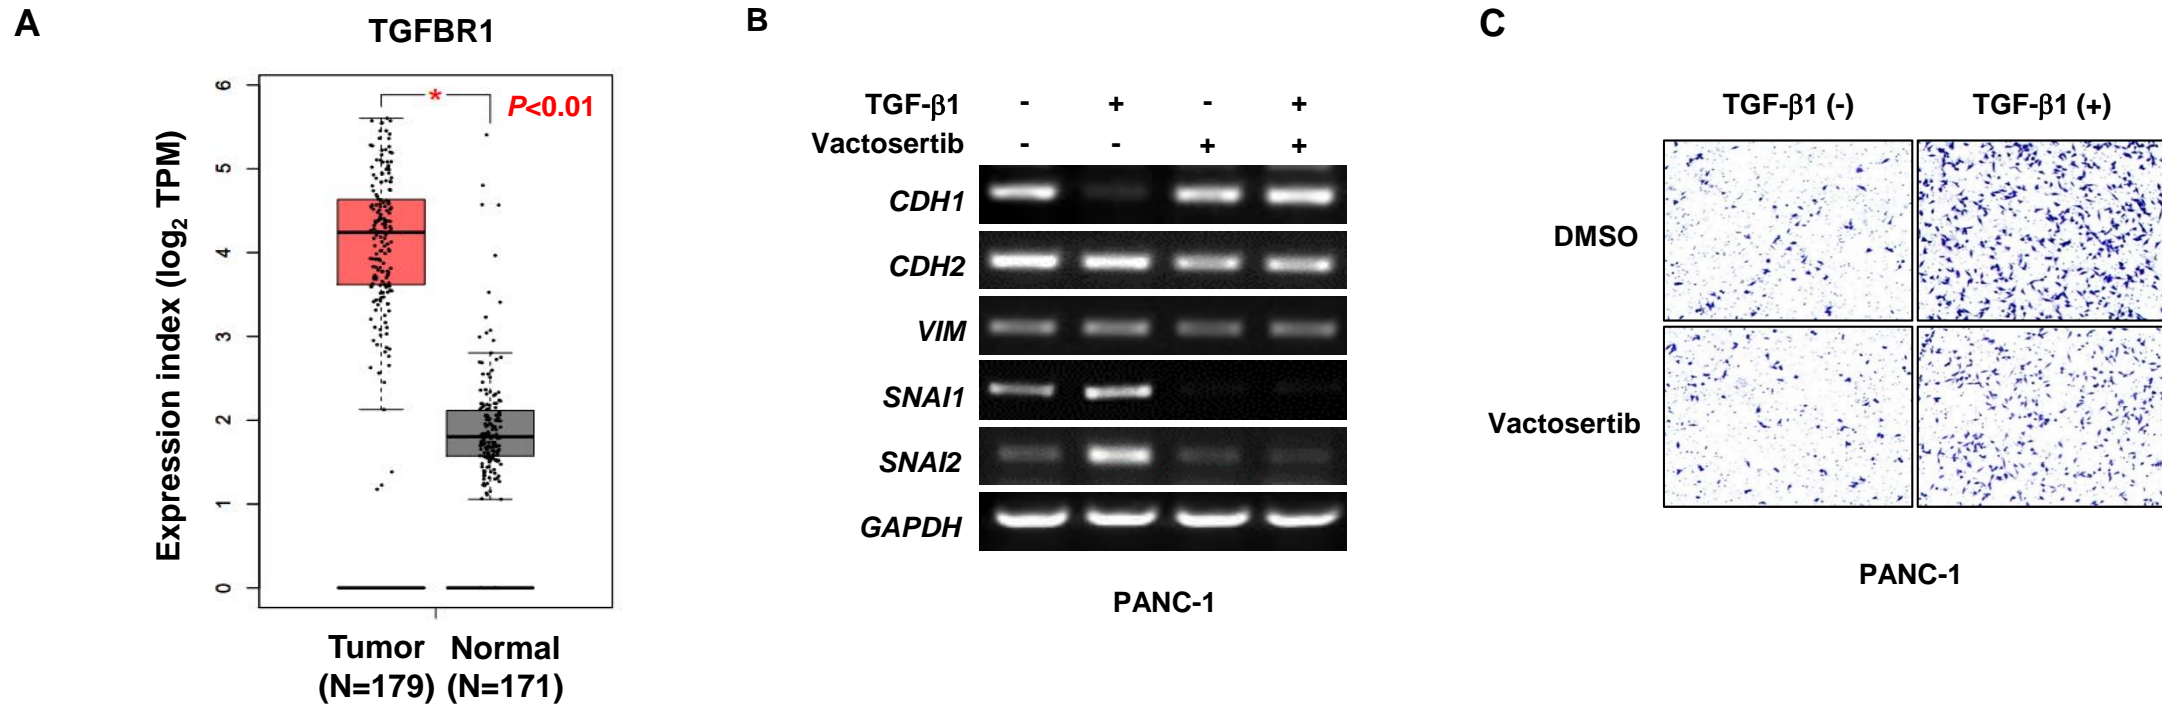 A
TGFBR1
6
5
4
3
2
1
0
Expression index (log2 TPM)
*
P<0.01
Tumor Normal
(N=179) (N=171)
B
TGF-β1 - + - +
Vactosertib - - + +
CDH1
CDH2
VIM
SNAI1
SNAI2
GAPDH
PANC-1
C
TGF-β1 (-) TGF-β1 (+)
DMSO
Vactosertib
PANC-1